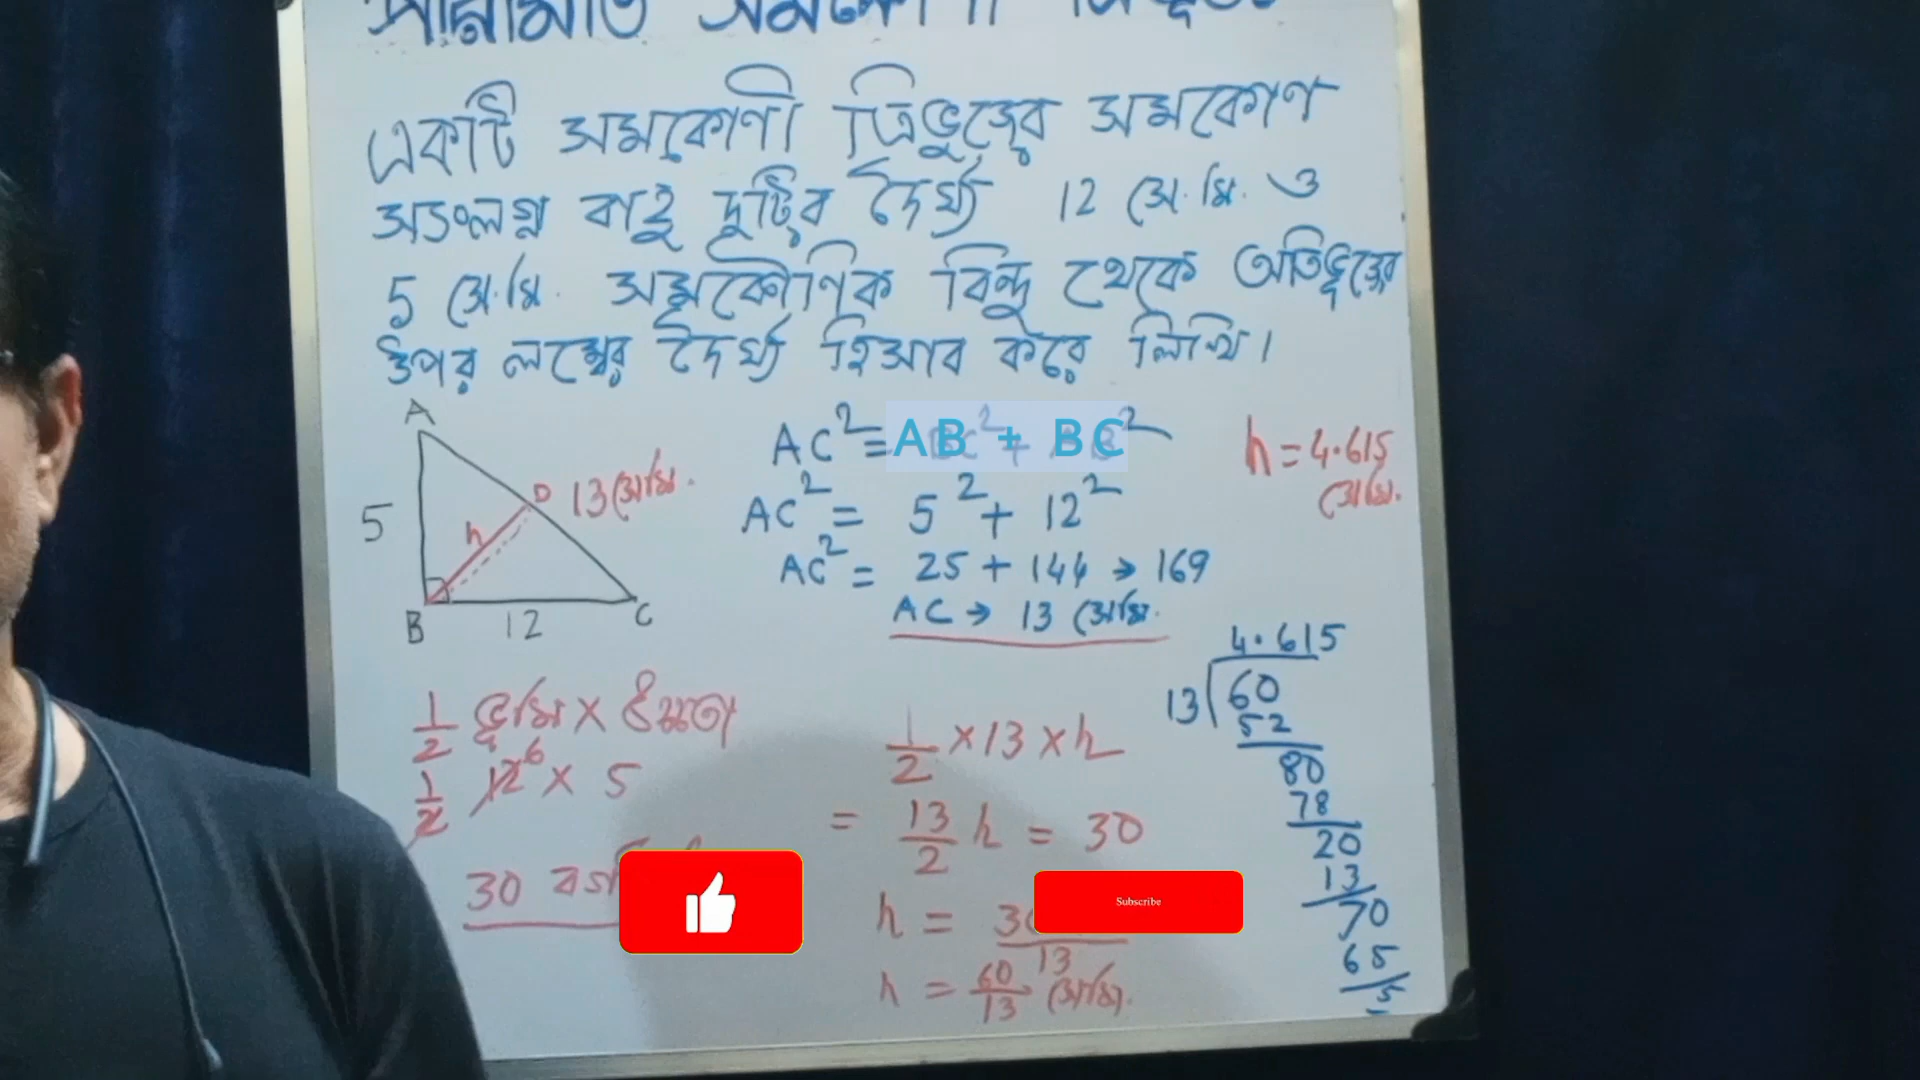 একটি সমকোণী ত্রিভুজের সমকোণ
সংলগ্ন বাহু দুটির দৈর্ঘ্য 12 সে.মি. ও
5 সে.মি. সমকৌণিক বিন্দু থেকে অতিভুজের
উপর লম্বের দৈর্ঘ্য হিসাব করে লিখি।
A
5
h
D
13 সেমি.
B
12
C
AC² = AB + BC²
AC² = 5² + 12²
AC² = 25 + 144 → 169
AC → 13 সেমি.
h = 4.615
সেমি.
1/2 ভূমি × উচ্চতা
1/2 12 6 × 5
30
1/2 × 13 × h
= 13/2 h = 30
h = 13
h = 60/13 সেমি.
4.615
13 60
52
80
78
20
13
70
65
5
Subscribe